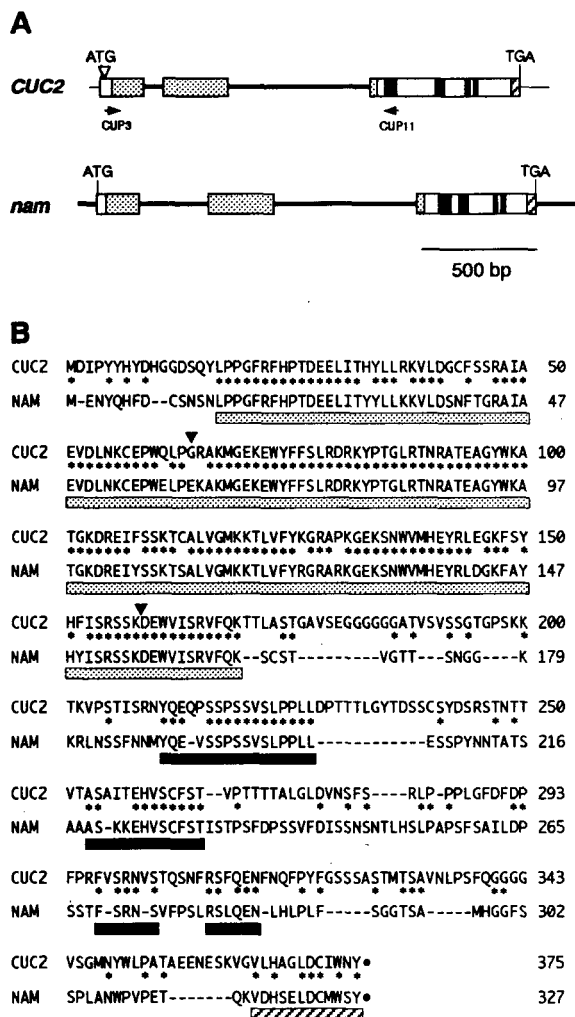 A
ATG
TGA
CUC2
CUP3
CUP11
ATG
TGA
nam
500 bp
B
CUC2 MDIPYYHYDHGGDSQYLPPGFRFHPTDEELITHYLLRKVLDGCFSSRAIA 50
* * * * ********************* *** **** * ****
NAM M-ENYQHFD--CSNSNLPPGFRFHPTDEELITYYLLKKVLDSNFTGRAIA 47
CUC2 EVDLNKCEPWQLPGRAKMGEKEWYFFSLRDRKYPTGLRTNRATEAGYWKA 100
********** ** ***********************************
NAM EVDLNKCEPWELPEKAKMGEKEWYFFSLRDRKYPTGLRTNRATEAGYWKA 97
CUC2 TGKDREIFSSKTCALVGMKKTLVFYKGRAPKGEKSNWVMHEYRLEGKFSY 150
******* **** ************ *** ************** ** *
NAM TGKDREIYSSKTSALVGMKKTLVFYRGRARKGEKSNWVMHEYRLDGKFAY 147
CUC2 HFISRSSKDEWVISRVFQKTTLASTGAVSEGGGGGGATVSVSSGTGPSKK 200
* ***************** ** * * * * *
NAM HYISRSSKDEWVISRVFQK--SCST-------VGTT---SNGG----K 179
CUC2 TKVPSTISRNYQEQPSSPSSVSLPPLLDPTTTLGYTDSSCSYDSRSTNTT 250
* *** *********** * * *
NAM KRLNSSFNNMYQE-VSSPSSVSLPPLL-----------ESSPYNNTATS 216
CUC2 VTASAITEHVSCFST--VPTTTTALGLDVNSFS----RLP-PPLGFDFDP 293
** ******** * * * * ** * * **
NAM AAAS-KKEHVSCFSTISTPSFDPSSVFDISSNSNTLHSLPAPSFSAILDP 265
CUC2 FPRFVSRNVSTQSNFRSFQENFNQFPYFGSSSASTMTSAVNLPSFQGGGG 343
* *** * ** *** * * * * ** **
NAM SSTF-SRN-SVFPSLRSLQEN-LHLPLF---SGGTSA-----MHGGFS 302
CUC2 VSGMNYWLPATAEENESKVGVLHAGLDCIWNY• 375
* * * * * * *** * *
NAM SPLANWPVPET-------QKVDHSELDCMWSY• 327